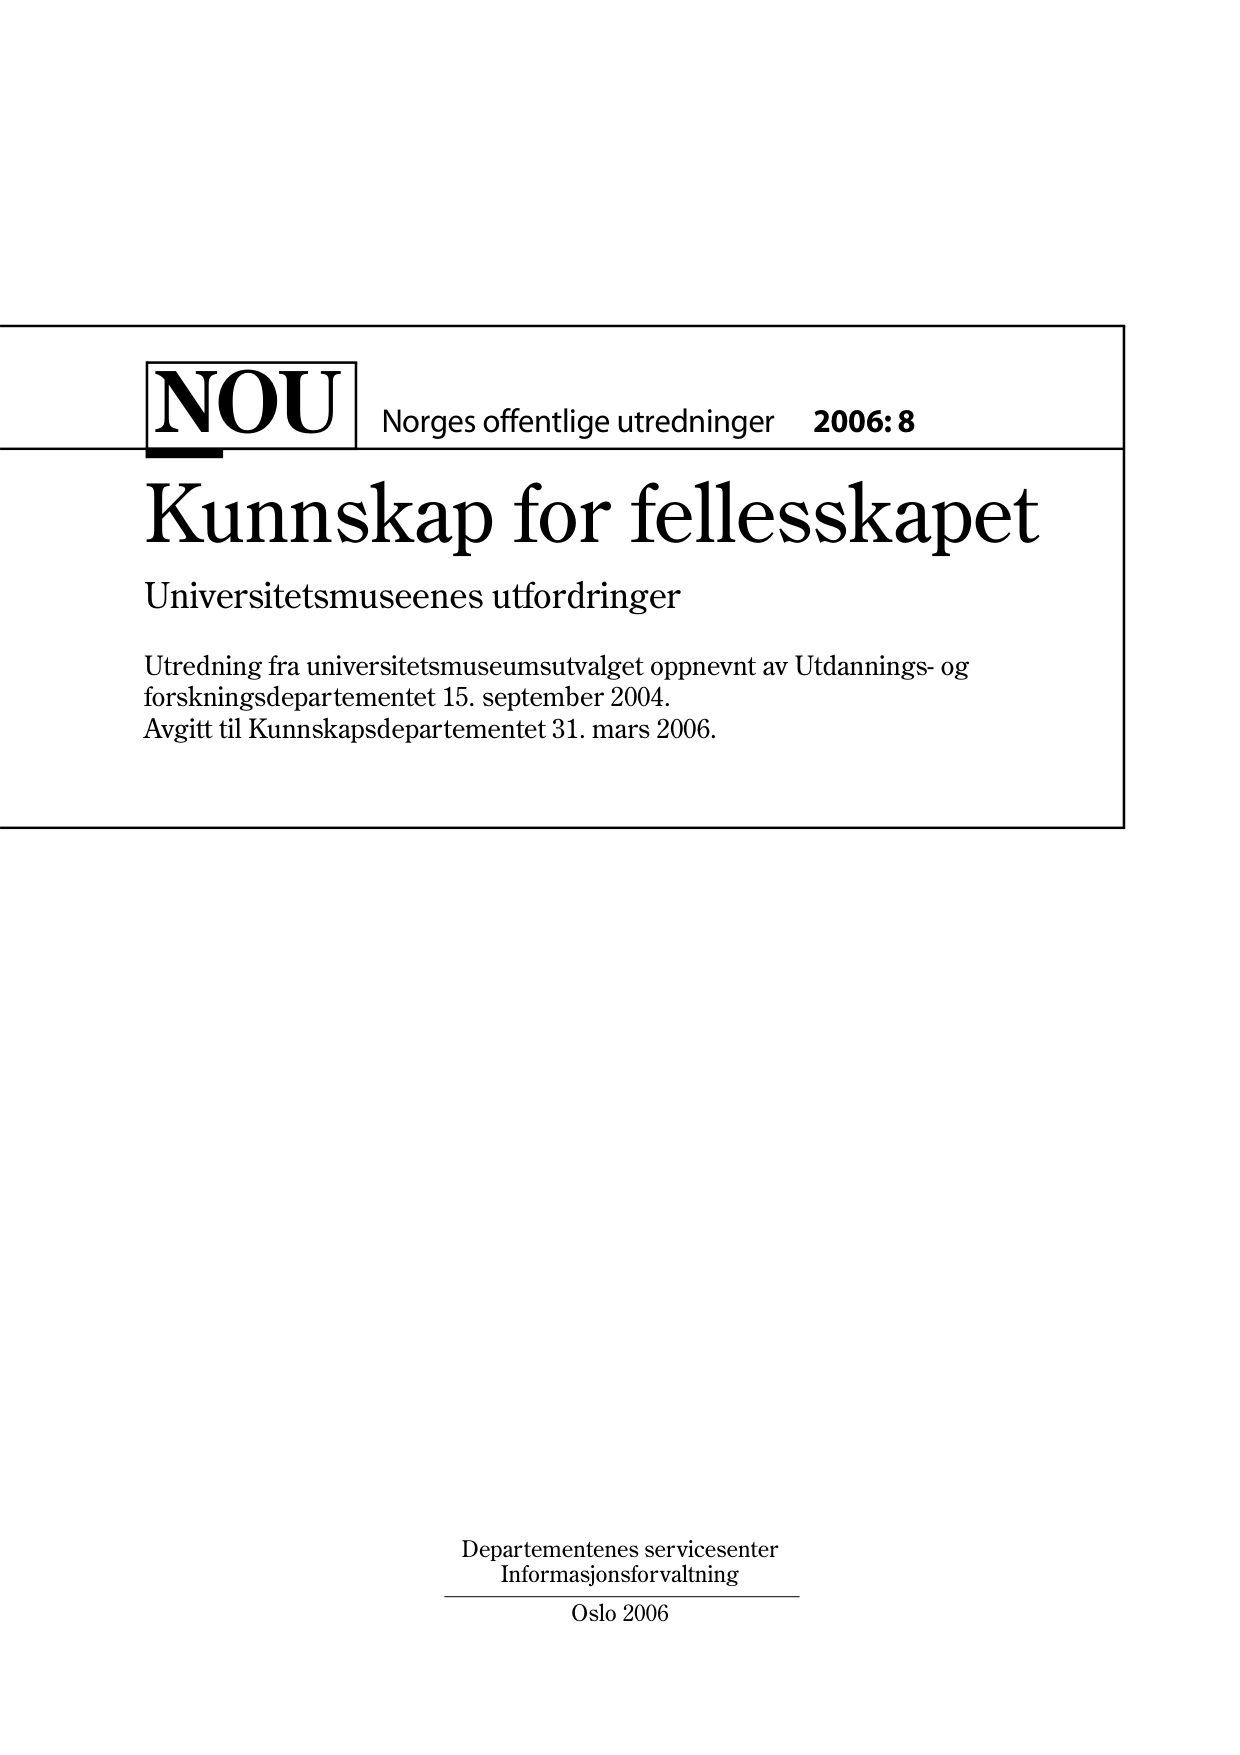 NOU Norges offentlige utredninger 2006: 8
Kunnskap for fellesskapet
Universitetsmuseenes utfordringer
Utredning fra universitetsmuseumsutvalget oppnevnt av Utdannings- og
forskningsdepartementet 15. september 2004.
Avgitt til Kunnskapsdepartementet 31. mars 2006.
Departementenes servicesenter
Informasjonsforvaltning
Oslo 2006